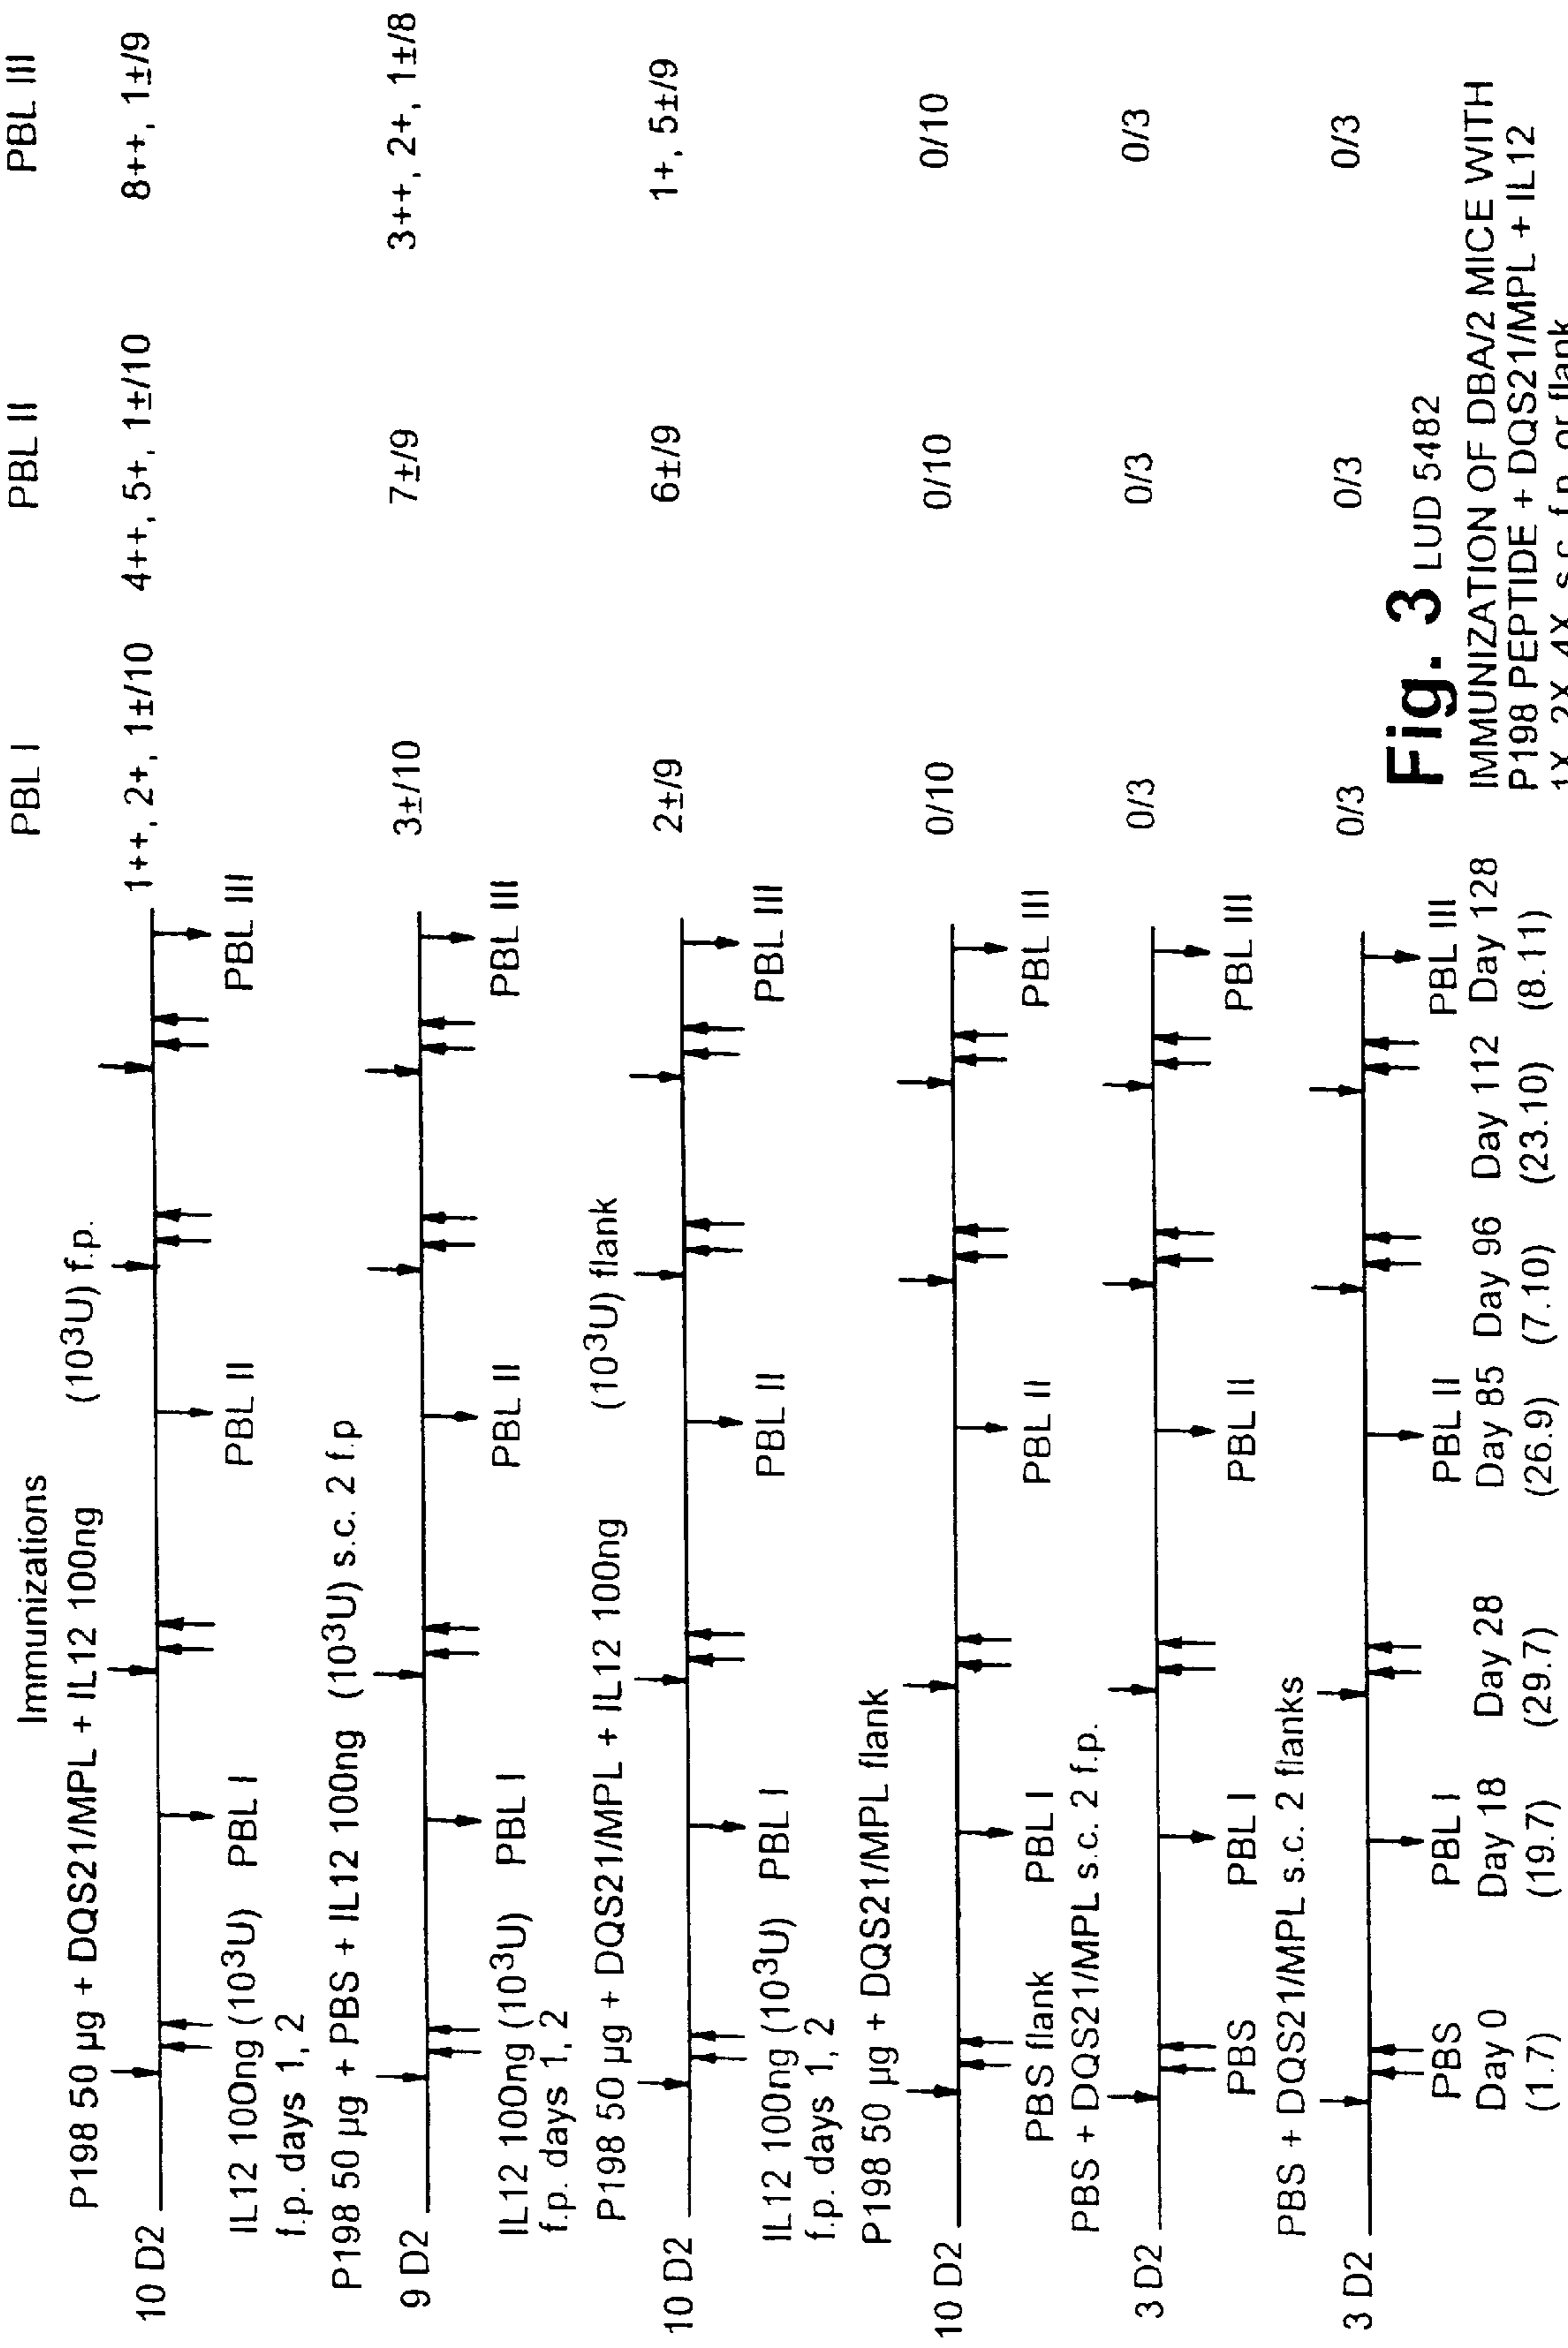 Immunizations
PBL I
PBL II
PBL III
P198 50 µg + DQS21/MPL + IL12 100ng (10³U) f.p.
10 D2
1++, 2+, 1±/10
4++, 5+, 1±/10
8++, 1±/9
IL12 100ng (10³U) PBL I
PBL II
PBL III
f.p. days 1, 2
P198 50 µg + PBS + IL12 100ng (10³U) s.c. 2 f.p
9 D2
3±/10
7±/9
3++, 2+, 1±/8
IL12 100ng (10³U) PBL I
PBL II
PBL III
f.p. days 1, 2
P198 50 µg + DQS21/MPL + IL12 100ng (10³U) flank
10 D2
2±/9
6±/9
1+, 5±/9
IL12 100ng (10³U) PBL I
PBL II
PBL III
f.p. days 1, 2
P198 50 µg + DQS21/MPL flank
10 D2
0/10
0/10
0/10
PBS flank
PBL I
PBL II
PBL III
PBS + DQS21/MPL s.c. 2 f.p.
3 D2
0/3
0/3
0/3
PBS
PBL I
PBL II
PBL III
PBS + DQS21/MPL s.c. 2 flanks
3 D2
0/3
0/3
0/3
PBS
PBL I
PBL II
PBL III
Day 0
Day 18
Day 28
Day 85
Day 96
Day 112
Day 128
(1.7)
(19.7)
(29.7)
(26.9)
(7.10)
(23.10)
(8.11)
Fig. 3 LUD 5482
IMMUNIZATION OF DBA/2 MICE WITH
P198 PEPTIDE + DQS21/MPL + IL12
1X, 2X, 4X, s.c. f.p. or flank